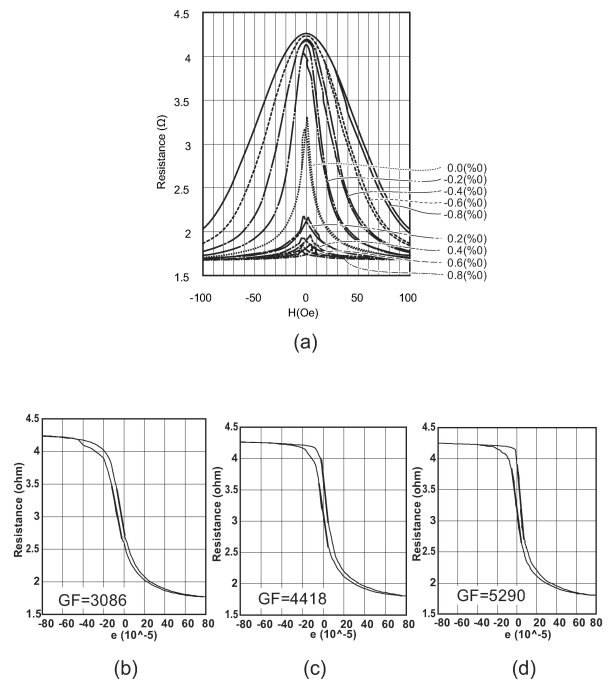 4.5
4
3.5
3
2.5
2
1.5
Resistance (Ω)
-100
-50
0
50
100
H(Oe)
0.0(%0)
-0.2(%0)
-0.4(%0)
-0.6(%0)
-0.8(%0)
0.2(%0)
0.4(%0)
0.6(%0)
0.8(%0)
(a)
4.5
4
3.5
3
2.5
2
1.5
Resistance (ohm)
GF=3086
-80 -60 -40 -20 0 20 40 60 80
e (10^-5)
(b)
4.5
4
3.5
3
2.5
2
1.5
Resistance (ohm)
GF=4418
-80 -60 -40 -20 0 20 40 60 80
e (10^-5)
(c)
4.5
4
3.5
3
2.5
2
1.5
Resistance (ohm)
GF=5290
-80 -60 -40 -20 0 20 40 60 80
e (10^-5)
(d)